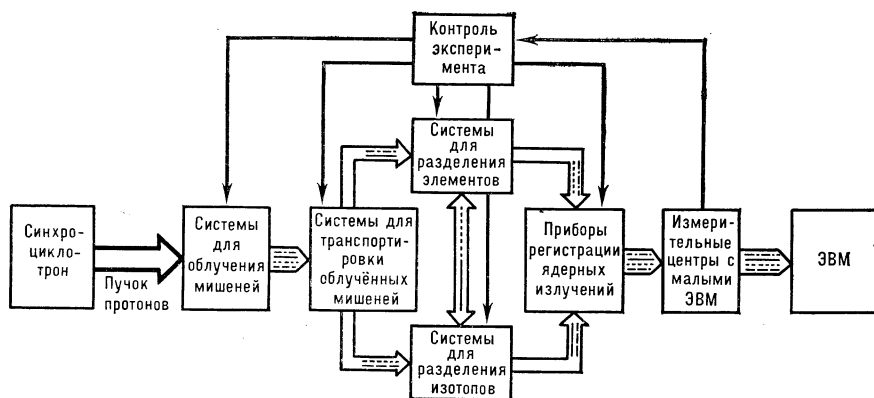 Контроль
экспери-
мента
Системы
для
разделения
элементов
Синхро-
цикло-
трон
Пучок
протонов
Системы
для
облучения
мишеней
Системы для
транспорти-
ровки
облучённых
мишеней
Приборы
регистрации
ядерных
излучений
Измери-
тельные
центры с
малыми
ЭВМ
ЭВМ
Системы
для
разделения
изотопов